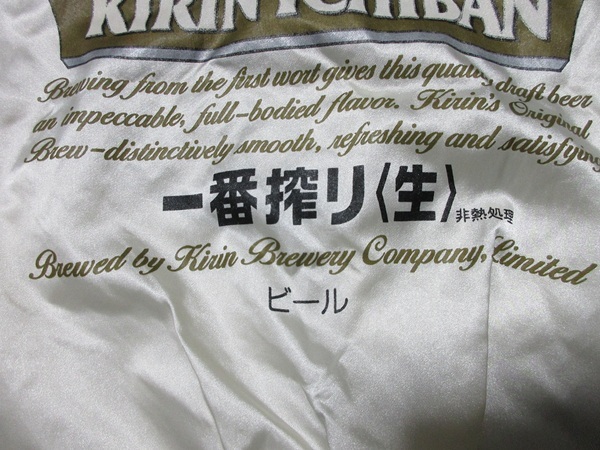 KIRIN ICHIBAN
Brewing from the first wort gives this quality draft beer
an impeccable, full-bodied flavor. Kirin's Original
Brew-distinctively smooth, refreshing and satisfying
一番搾り〈生〉非熱処理
Brewed by Kirin Brewery Company, Limited
ビール